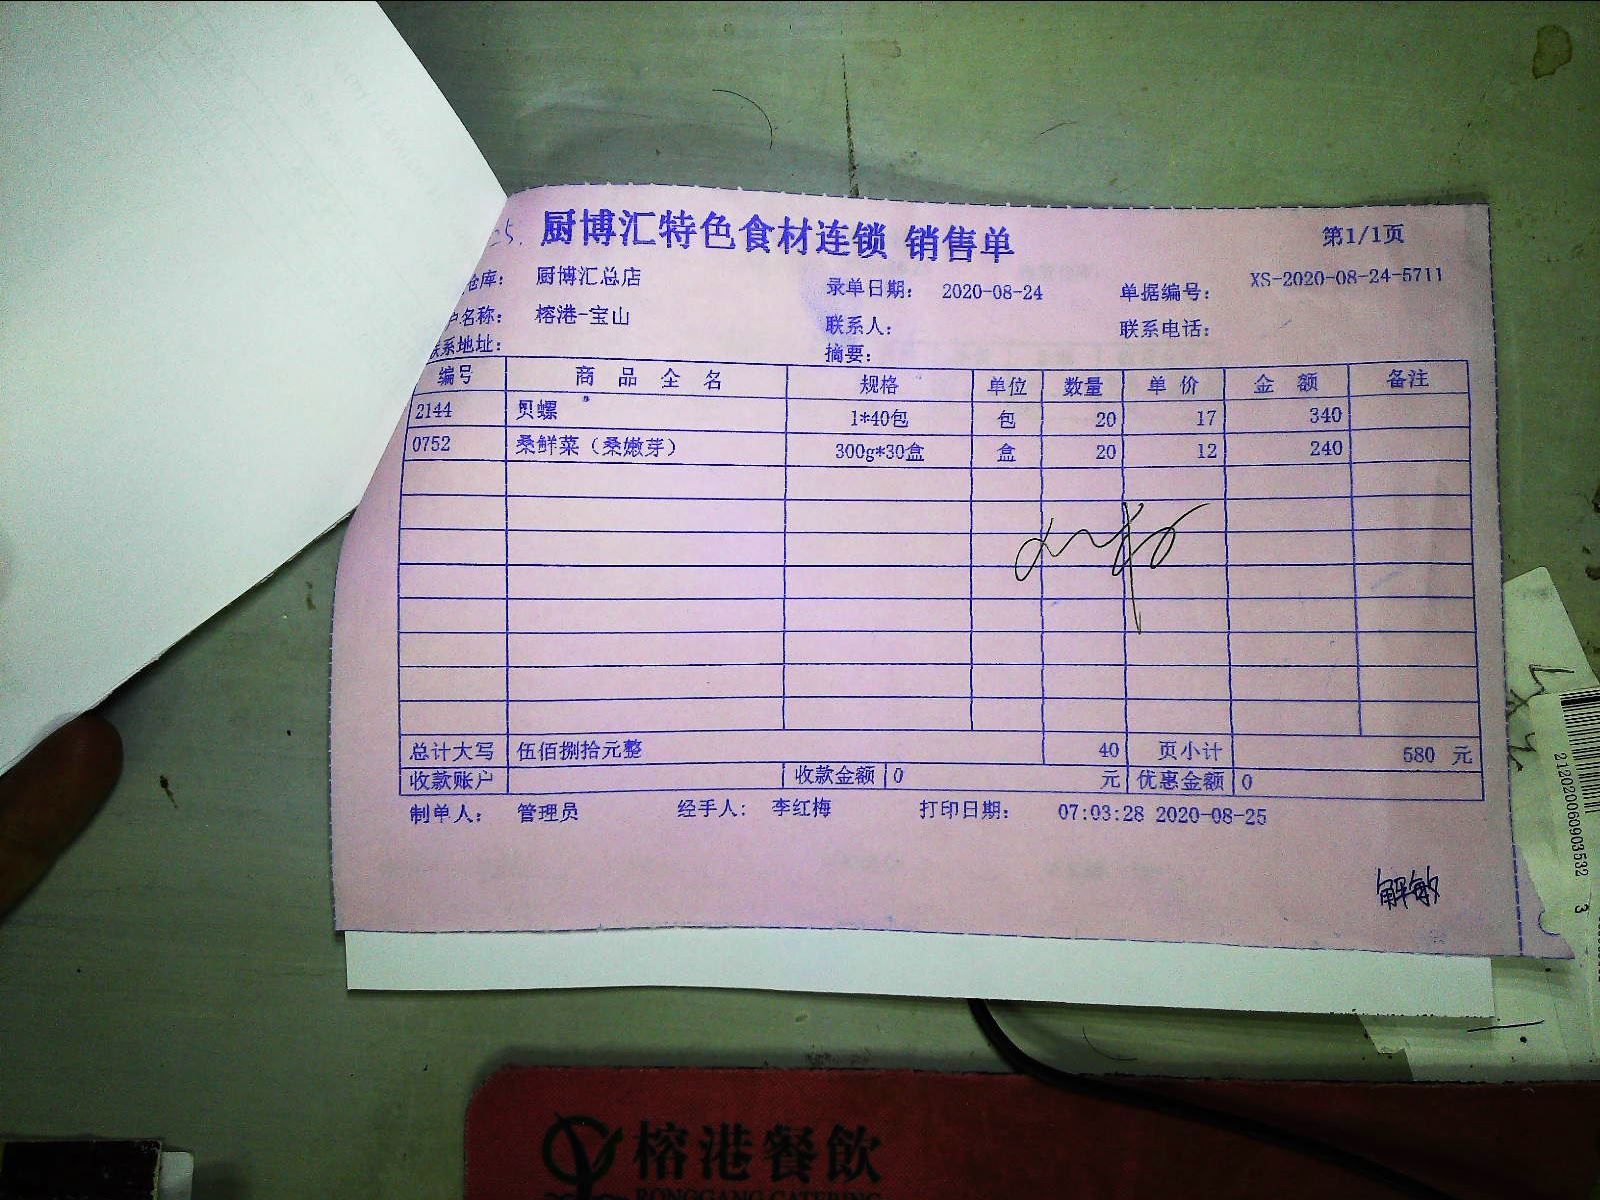 厨博汇特色食材连锁 销售单
第1/1页
仓库: 厨博汇总店
录单日期: 2020-08-24
单据编号: XS-2020-08-24-5711
户名称: 榕港-宝山
联系人:
联系电话:
联系地址:
摘要:
编号 商品全名 规格 单位 数量 单价 金额 备注
2144 贝螺 1*40包 包 20 17 340
0752 桑鲜菜（桑嫩芽） 300g*30盒 盒 20 12 240
总计大写 伍佰捌拾元整 40 页小计 580 元
收款账户 收款金额 0 元 优惠金额 0
制单人: 管理员 经手人: 李红梅 打印日期: 07:03:28 2020-08-25
解敏
212020060903532 3
榕港餐飲
RONGGANG CATERING